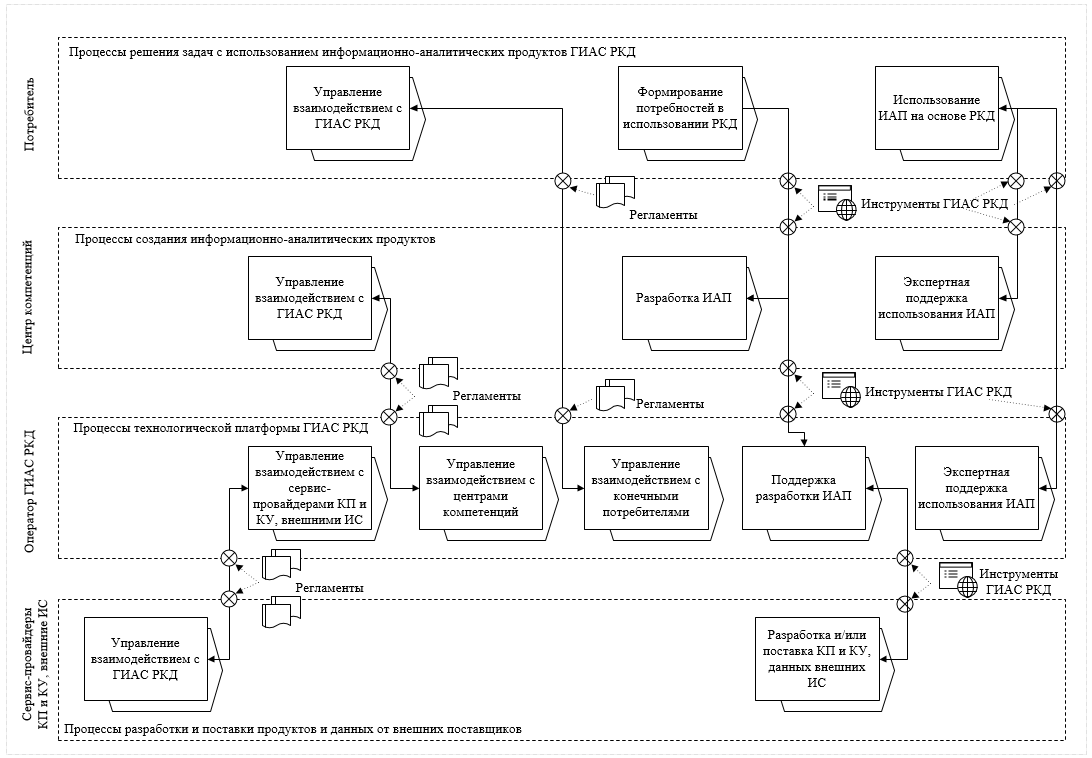 Потребитель
Процессы решения задач с использованием информационно-аналитических продуктов ГИАС РКД
Управление
взаимодействием с
ГИАС РКД
Формирование
потребностей в
использовании РКД
Использование
ИАП на основе РКД
Регламенты
Инструменты ГИАС РКД
Центр компетенций
Процессы создания информационно-аналитических продуктов
Управление
взаимодействием с
ГИАС РКД
Разработка ИАП
Экспертная
поддержка
использования ИАП
Регламенты
Регламенты
Инструменты ГИАС РКД
Оператор ГИАС РКД
Процессы технологической платформы ГИАС РКД
Управление
взаимодействием с
сервис-
провайдерами КП и
КУ, внешними ИС
Управление
взаимодействием с
центрами
компетенций
Управление
взаимодействием с
конечными
потребителями
Поддержка
разработки ИАП
Экспертная
поддержка
использования ИАП
Регламенты
Инструменты
ГИАС РКД
Сервис-провайдеры
КП и КУ, внешние ИС
Управление
взаимодействием с
ГИАС РКД
Разработка и/или
поставка КП и КУ,
данных внешних
ИС
Процессы разработки и поставки продуктов и данных от внешних поставщиков